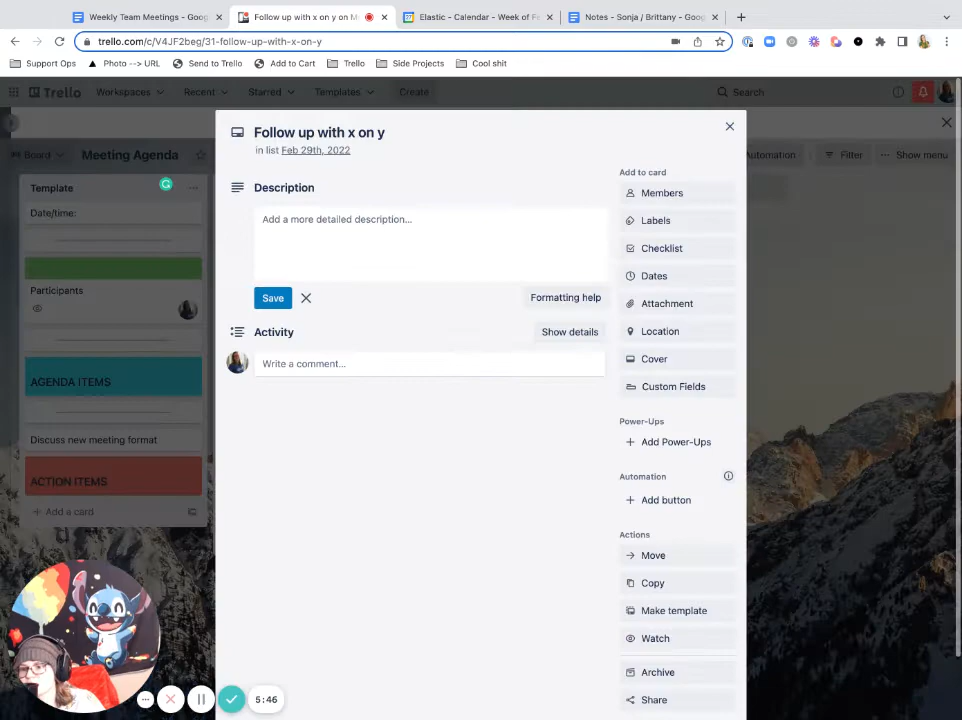 Weekly Team Meetings - Goog
Follow up with x on y on M
Elastic - Calendar - Week of Fe
Notes - Sonja / Brittany - Goog
trello.com/c/V4JF2beg/31-follow-up-with-x-on-y
Support Ops
Photo --> URL
Send to Trello
Add to Cart
Trello
Side Projects
Cool shit
Trello
Workspaces
Recent
Starred
Templates
Create
Search
Board
Meeting Agenda
Automation
Filter
Show menu
Template
Date/time:
Participants
AGENDA ITEMS
Discuss new meeting format
ACTION ITEMS
+ Add a card
Follow up with x on y
in list Feb 29th, 2022
Description
Add a more detailed description...
Save
Formatting help
Activity
Show details
Write a comment...
Add to card
Members
Labels
Checklist
Dates
Attachment
Location
Cover
Custom Fields
Power-Ups
+ Add Power-Ups
Automation
+ Add button
Actions
Move
Copy
Make template
Watch
Archive
Share
5:46